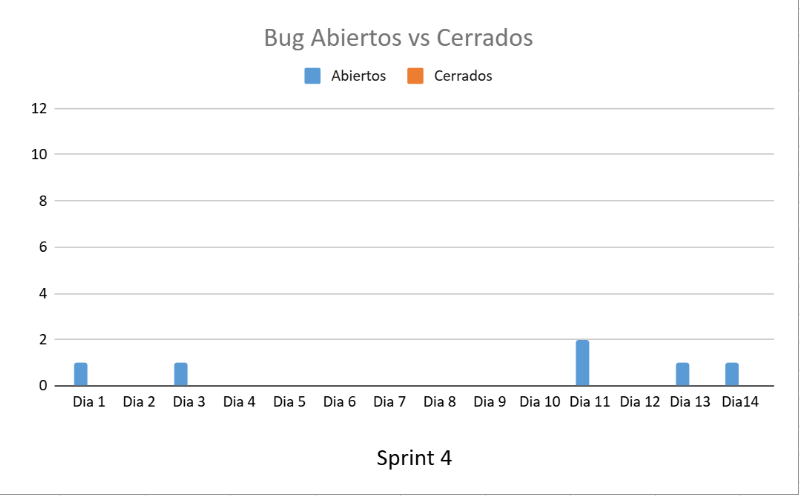 Bug Abiertos vs Cerrados
Abiertos Cerrados
12
10
8
6
4
2
0
Dia 1 Dia 2 Dia 3 Dia 4 Dia 5 Dia 6 Dia 7 Dia 8 Dia 9 Dia 10 Dia 11 Dia 12 Dia 13 Dia14
Sprint 4